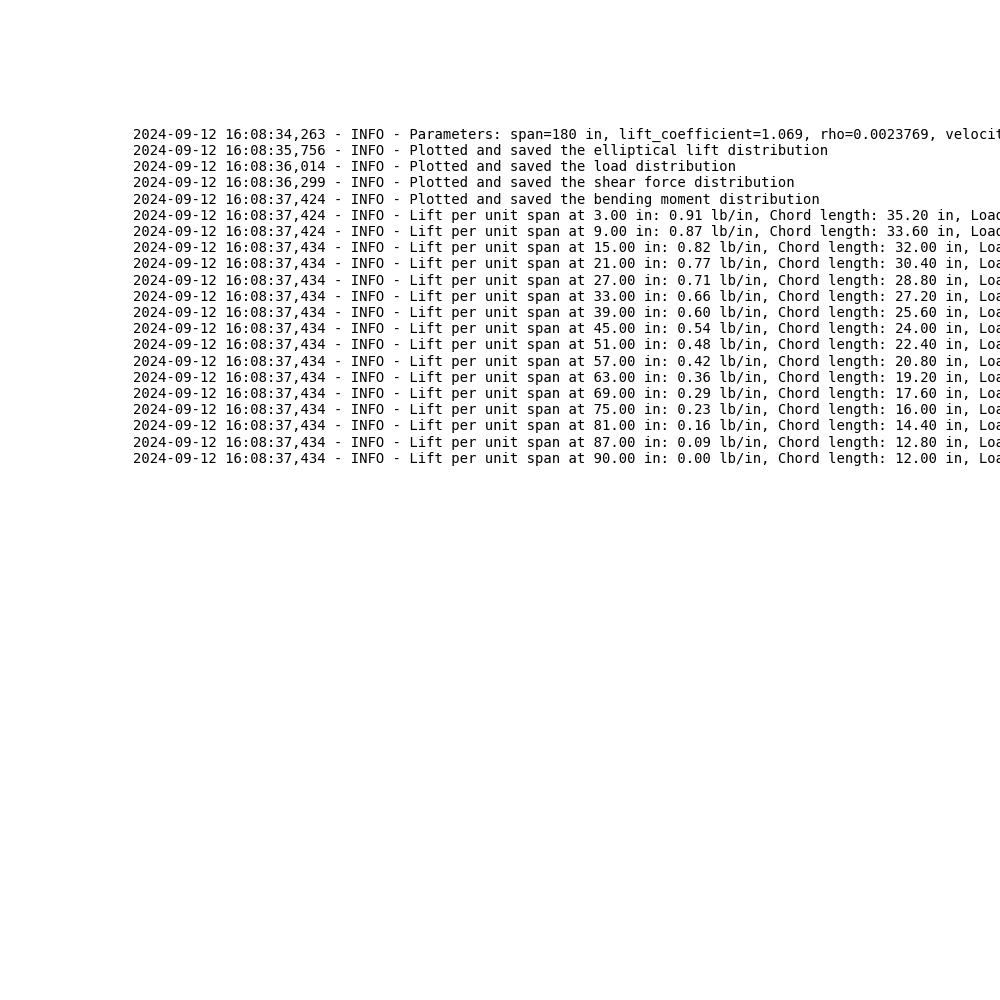 2024-09-12 16:08:34,263 - INFO - Parameters: span=180 in, lift_coefficient=1.069, rho=0.0023769, velocit
2024-09-12 16:08:35,756 - INFO - Plotted and saved the elliptical lift distribution
2024-09-12 16:08:36,014 - INFO - Plotted and saved the load distribution
2024-09-12 16:08:36,299 - INFO - Plotted and saved the shear force distribution
2024-09-12 16:08:37,424 - INFO - Plotted and saved the bending moment distribution
2024-09-12 16:08:37,424 - INFO - Lift per unit span at 3.00 in: 0.91 lb/in, Chord length: 35.20 in, Load
2024-09-12 16:08:37,424 - INFO - Lift per unit span at 9.00 in: 0.87 lb/in, Chord length: 33.60 in, Load
2024-09-12 16:08:37,434 - INFO - Lift per unit span at 15.00 in: 0.82 lb/in, Chord length: 32.00 in, Loa
2024-09-12 16:08:37,434 - INFO - Lift per unit span at 21.00 in: 0.77 lb/in, Chord length: 30.40 in, Loa
2024-09-12 16:08:37,434 - INFO - Lift per unit span at 27.00 in: 0.71 lb/in, Chord length: 28.80 in, Loa
2024-09-12 16:08:37,434 - INFO - Lift per unit span at 33.00 in: 0.66 lb/in, Chord length: 27.20 in, Loa
2024-09-12 16:08:37,434 - INFO - Lift per unit span at 39.00 in: 0.60 lb/in, Chord length: 25.60 in, Loa
2024-09-12 16:08:37,434 - INFO - Lift per unit span at 45.00 in: 0.54 lb/in, Chord length: 24.00 in, Loa
2024-09-12 16:08:37,434 - INFO - Lift per unit span at 51.00 in: 0.48 lb/in, Chord length: 22.40 in, Loa
2024-09-12 16:08:37,434 - INFO - Lift per unit span at 57.00 in: 0.42 lb/in, Chord length: 20.80 in, Loa
2024-09-12 16:08:37,434 - INFO - Lift per unit span at 63.00 in: 0.36 lb/in, Chord length: 19.20 in, Loa
2024-09-12 16:08:37,434 - INFO - Lift per unit span at 69.00 in: 0.29 lb/in, Chord length: 17.60 in, Loa
2024-09-12 16:08:37,434 - INFO - Lift per unit span at 75.00 in: 0.23 lb/in, Chord length: 16.00 in, Loa
2024-09-12 16:08:37,434 - INFO - Lift per unit span at 81.00 in: 0.16 lb/in, Chord length: 14.40 in, Loa
2024-09-12 16:08:37,434 - INFO - Lift per unit span at 87.00 in: 0.09 lb/in, Chord length: 12.80 in, Loa
2024-09-12 16:08:37,434 - INFO - Lift per unit span at 90.00 in: 0.00 lb/in, Chord length: 12.00 in, Loa